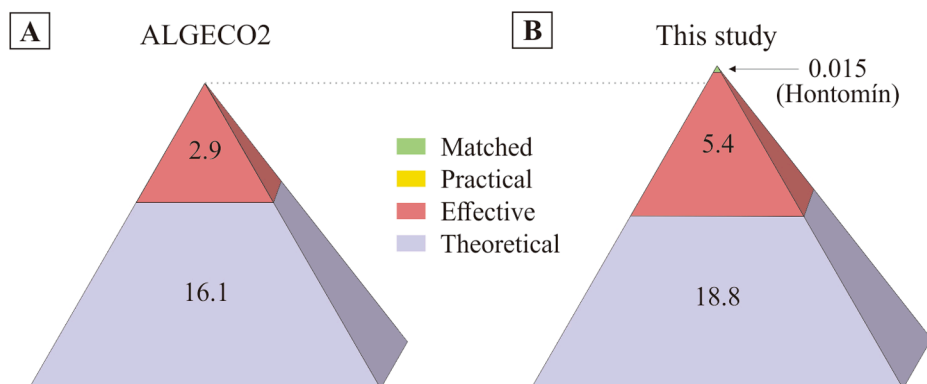 A
ALGECO2
B
This study
0.015
(Hontomín)
2.9
Matched
Practical
Effective
Theoretical
5.4
16.1
18.8